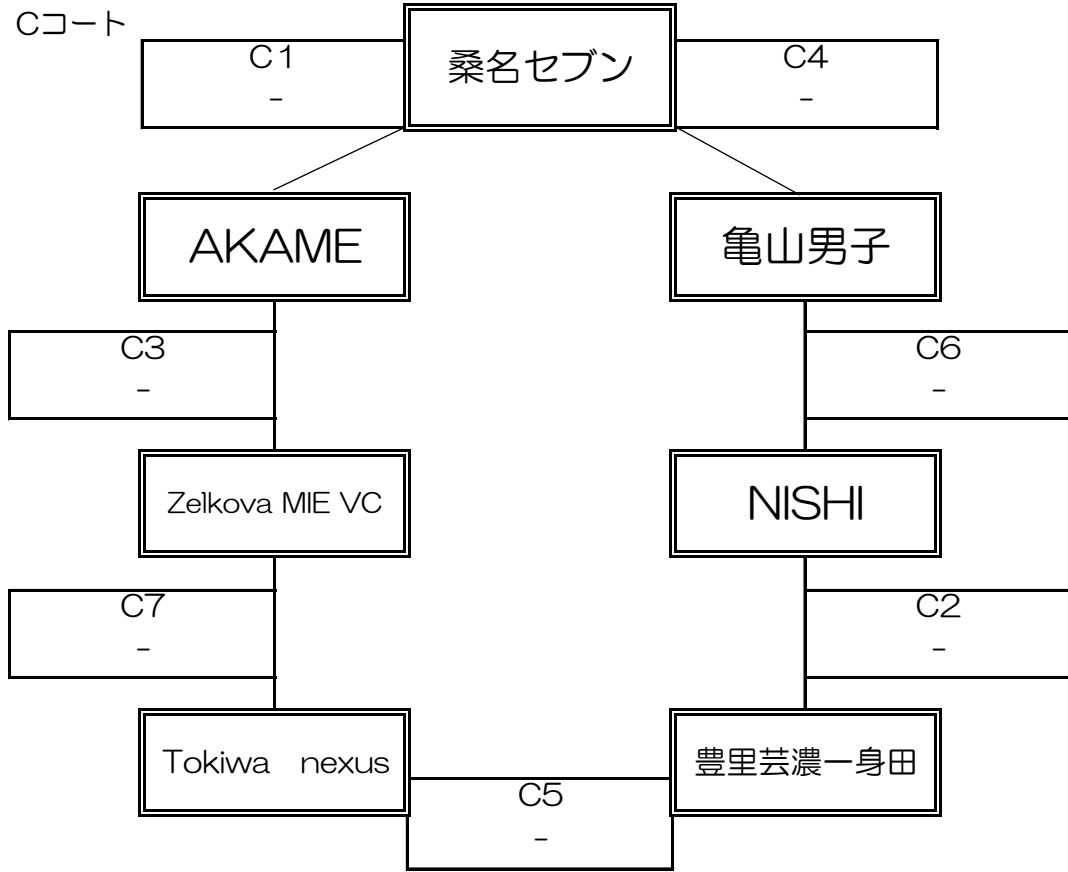 Cコート
C1
-
桑名セブン
C4
-
AKAME
亀山男子
C3
-
C6
-
Zelkova MIE VC
NISHI
C7
-
C2
-
Tokiwa　nexus
豊里芸濃一身田
C5
-